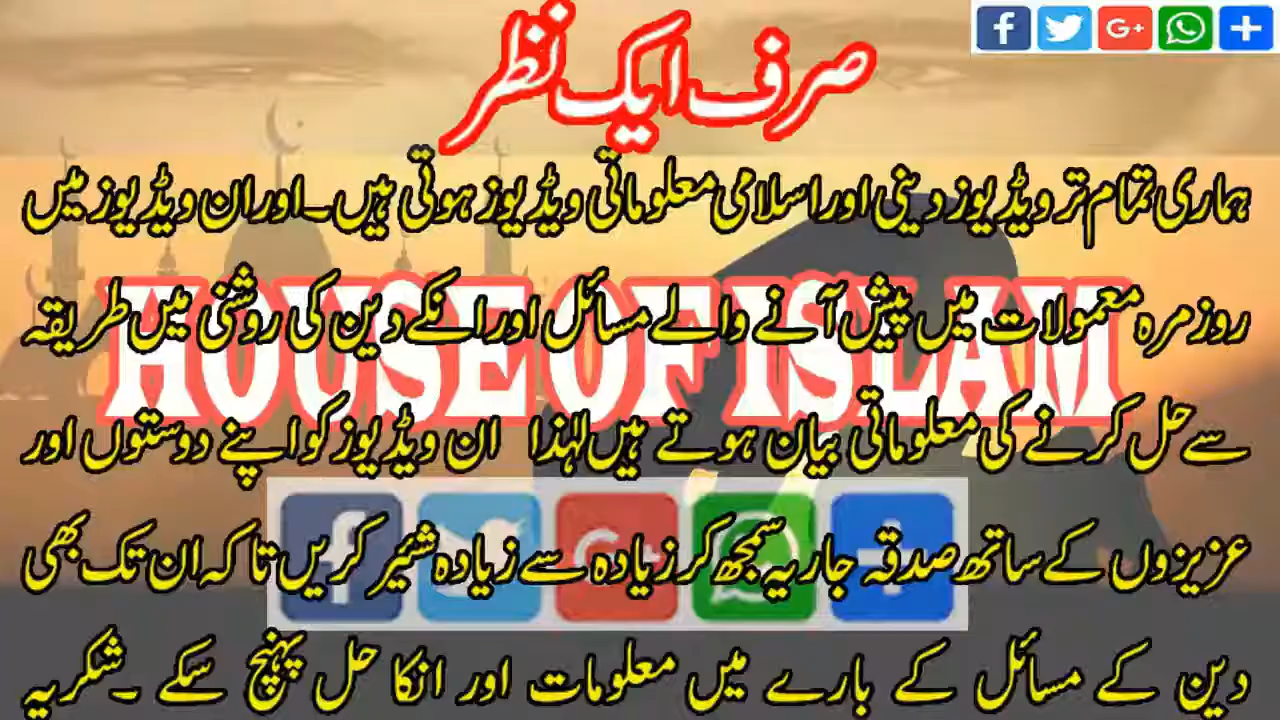 صرف ایک نظر
ہماری تمام تر ویڈیوز دینی اور اسلامی معلوماتی ویڈیوز ہوتی ہیں۔ اور ان ویڈیوز میں
روزمرہ معمولات میں پیش آنے والے مسائل اور انکے دین کی روشنی میں طریقہ
HOUSE OF ISLAM
سے حل کرنے کی معلوماتی بیان ہوتے ہیں لہٰذا ان ویڈیوز کو اپنے دوستوں اور
عزیزوں کے ساتھ صدقہ جاریہ سمجھ کر زیادہ سے زیادہ شئیر کریں تاکہ ان تک بھی
دین کے مسائل کے بارے میں معلومات اور انکا حل پہنچ سکے ۔ شکریہ